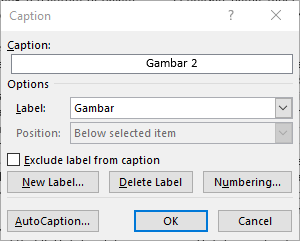 Caption
Caption:
Gambar 2
Options
Label: Gambar
Position: Below selected item
Exclude label from caption
New Label... Delete Label Numbering...
AutoCaption... OK Cancel